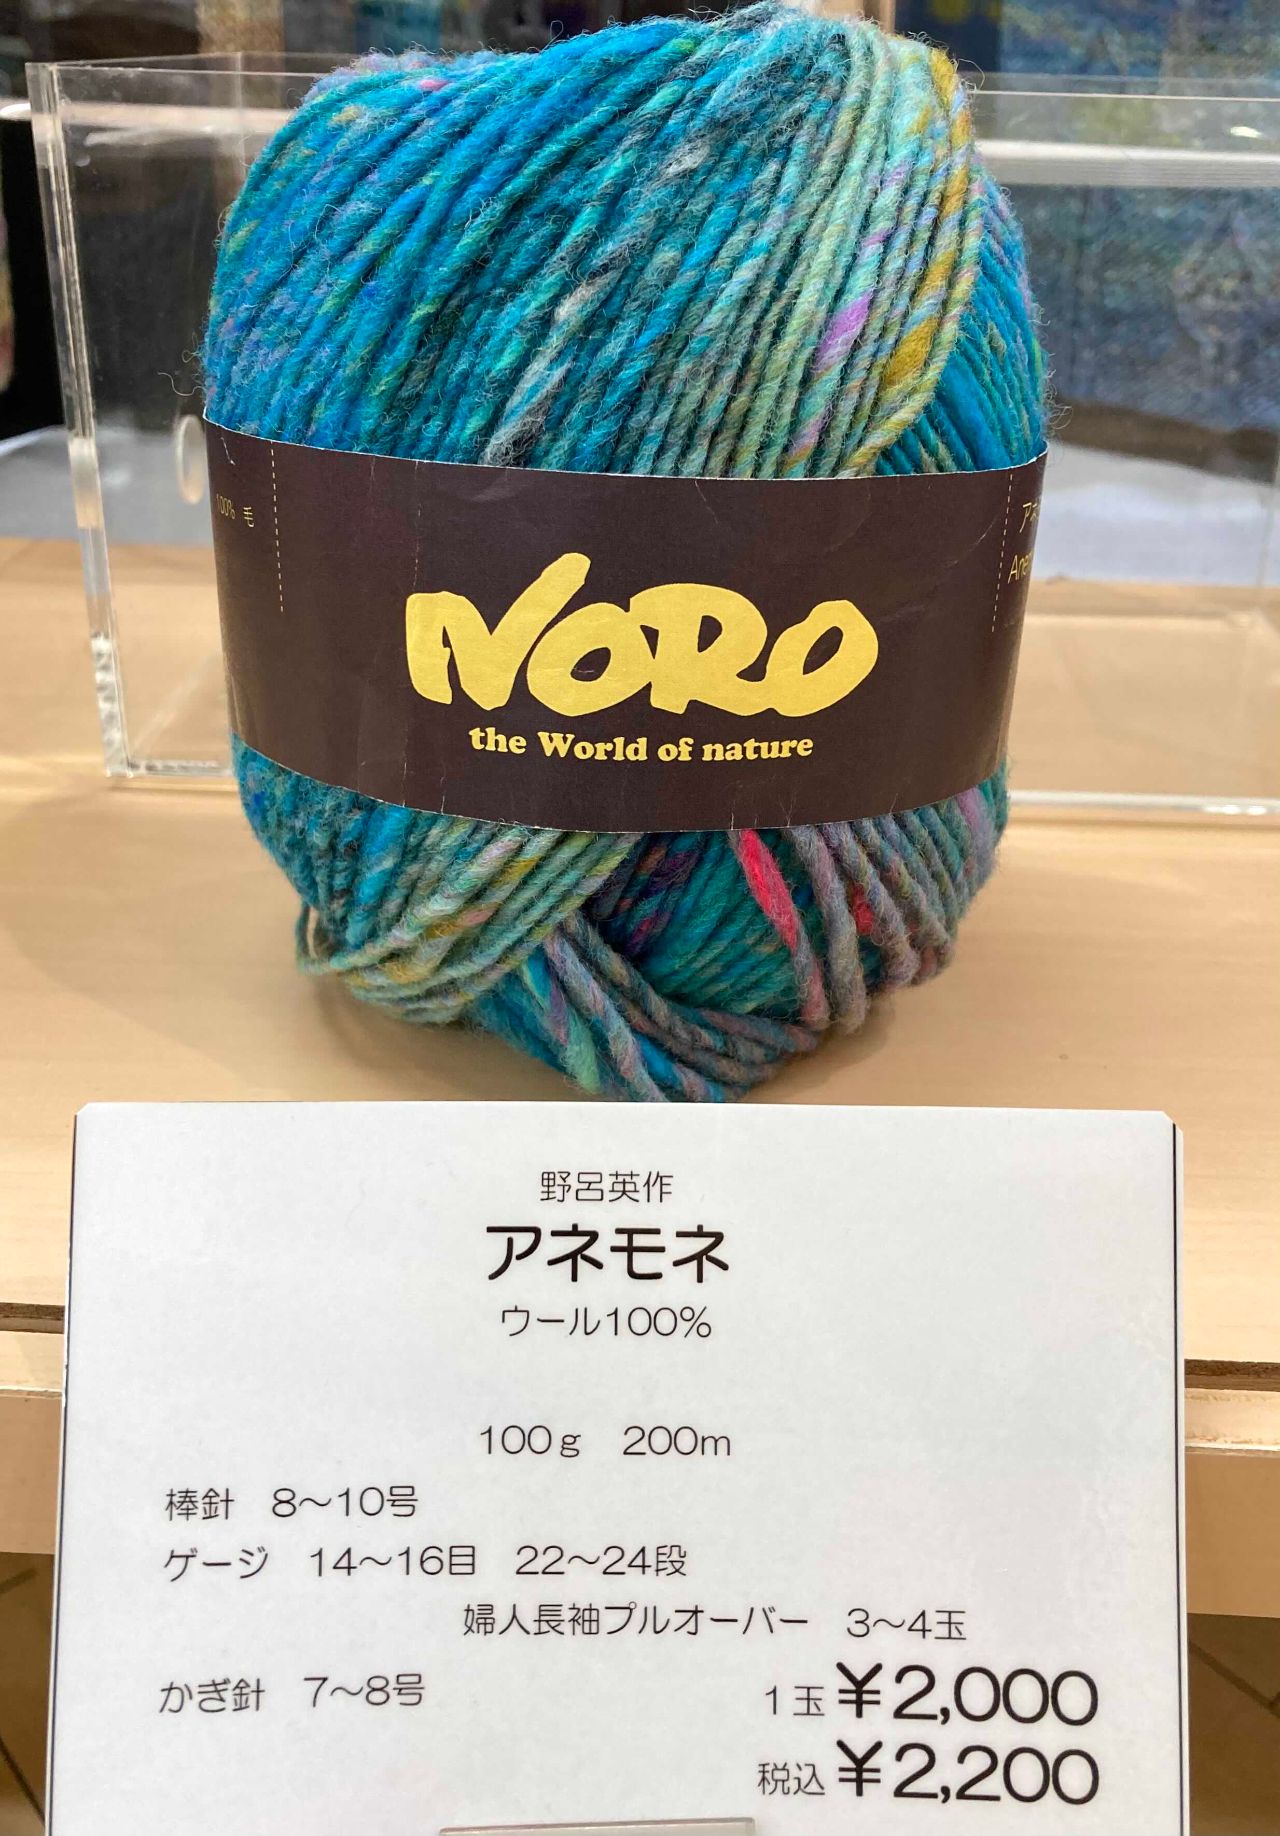 100% 毛
NORO
the World of nature
野呂英作
アネモネ
ウール100%
100g 200m
棒針 8〜10号
ゲージ 14〜16目 22〜24段
婦人長袖プルオーバー 3〜4玉
かぎ針 7〜8号
1玉 ¥2,000
税込 ¥2,200